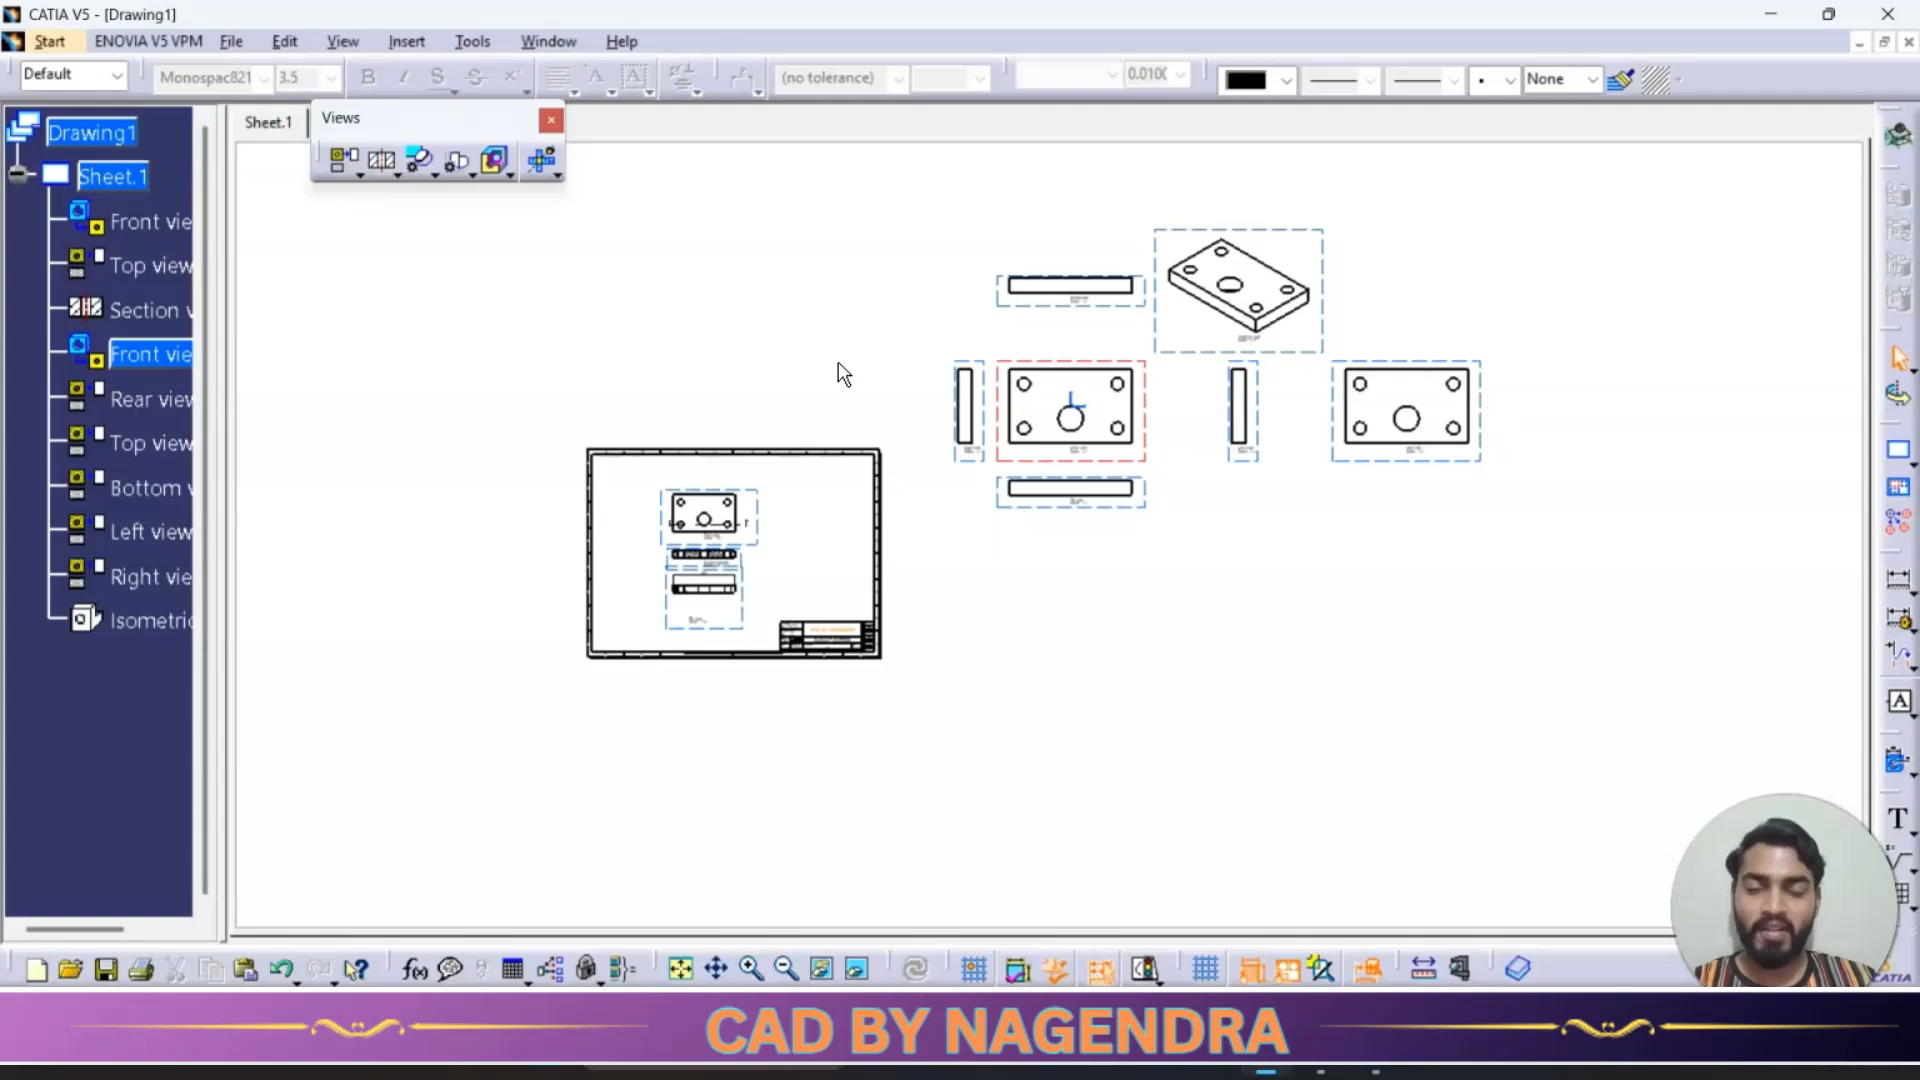 CATIA V5 - [Drawing1]
Start ENOVIA V5 VPM File Edit View Insert Tools Window Help
Default Monospac821 3.5 B (no tolerance) 0.010 None
Sheet.1
Views
Drawing1
Sheet.1
Front vie
Top view
Section v
Front vie
Rear view
Top view
Bottom v
Left view
Right vie
Isometric
CATIA
CAD BY NAGENDRA